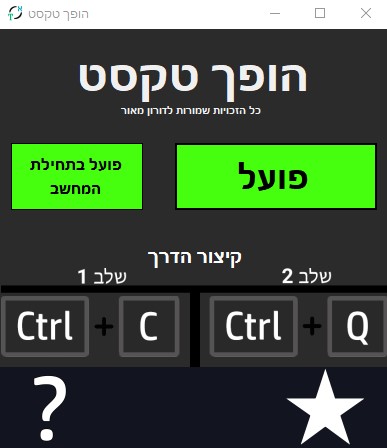 הופך טקסט
הופך טקסט
כל הזכויות שמורות לדורון מאור
פועל
פועל בתחילת
המחשב
קיצור הדרך
שלב 1
שלב 2
Ctrl + C
Ctrl + Q
?